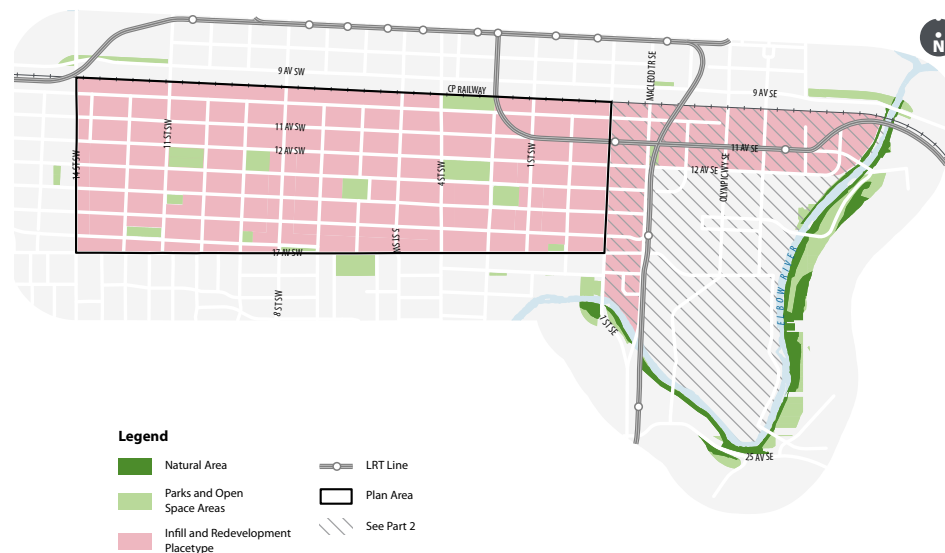 N
9 AV SW
CP RAILWAY
MACLEOD TR SE
9 AV SE
11 ST SW
11 AV SW
12 AV SW
14 ST SW
4 ST SW
1 ST SW
11 AV SE
12 AV SE
OLYMPIC WY SE
5 ST SW
17 AV SW
8 ST SW
ELBOW RIVER
25 AV SE
Legend
Natural Area
Parks and Open
Space Areas
Infill and Redevelopment
Placetype
LRT Line
Plan Area
See Part 2